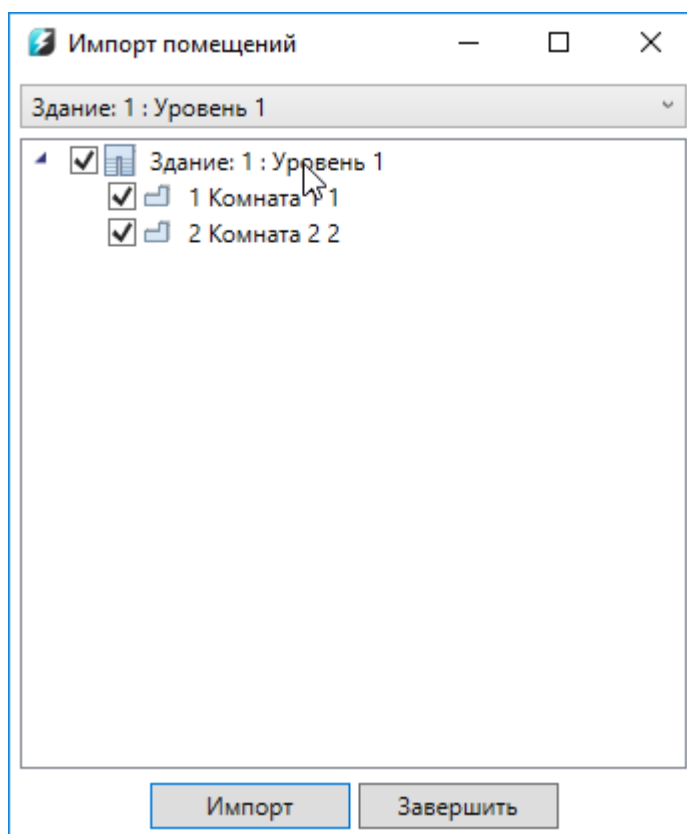 Импорт помещений
Здание: 1 : Уровень 1
Здание: 1 : Уровень 1
1 Комната 1 1
2 Комната 2 2
Импорт
Завершить